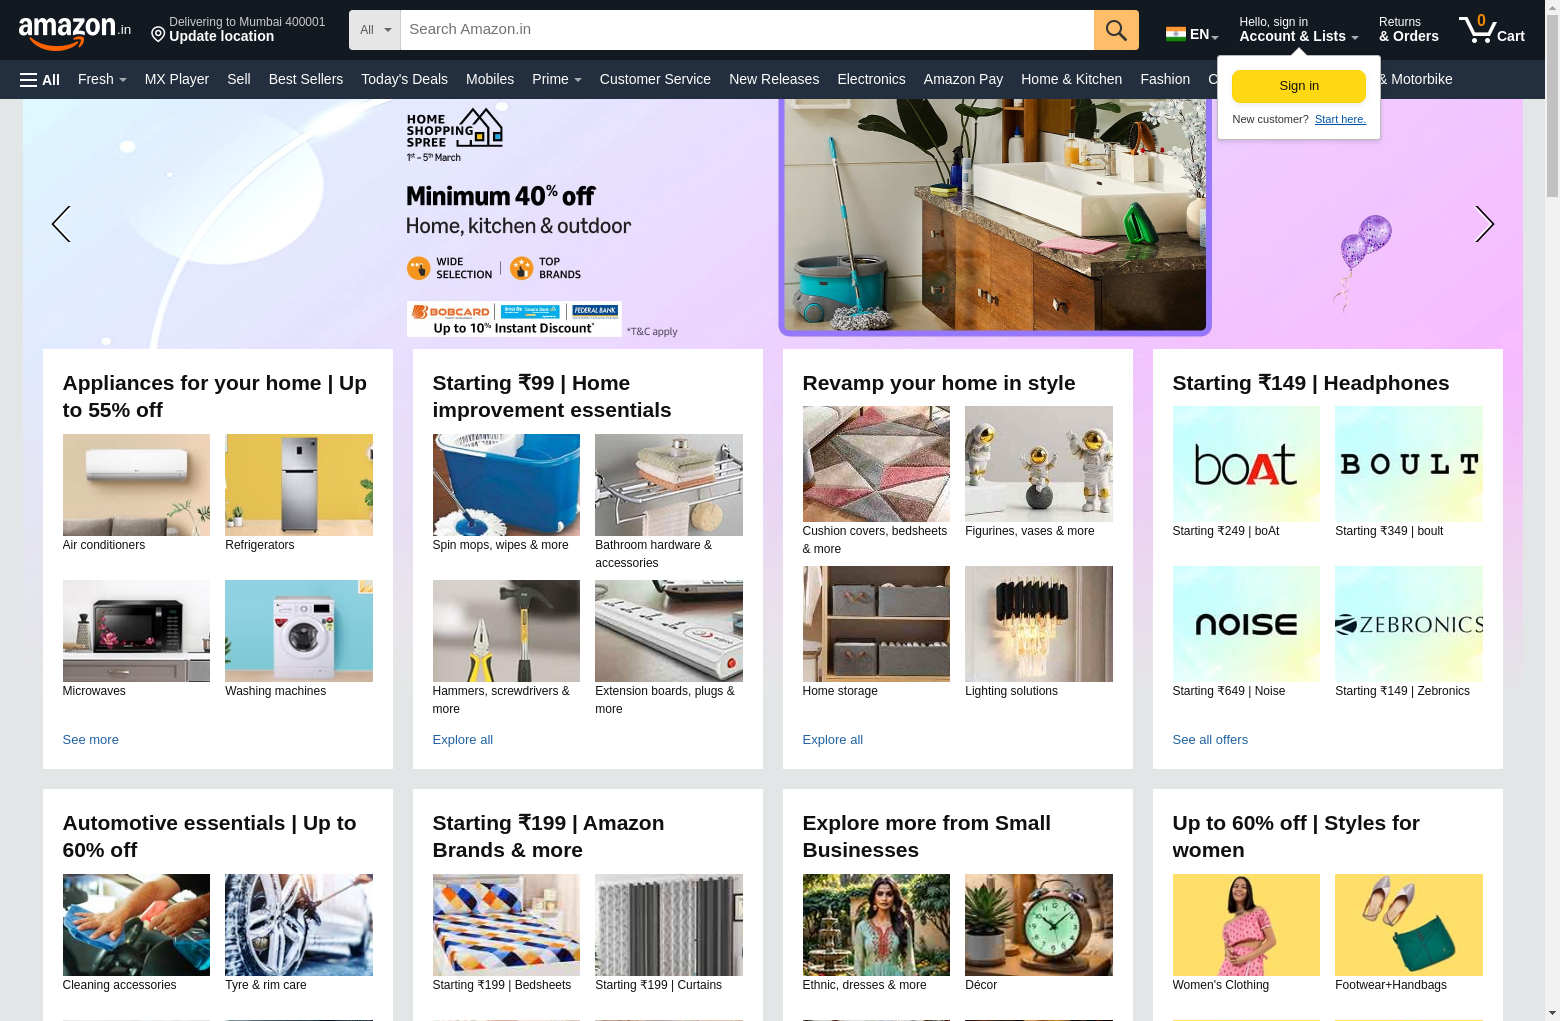 amazon.in
Delivering to Mumbai 400001
Update location
All
Search Amazon.in
EN
Hello, sign in
Account & Lists
Returns
& Orders
0
Cart
All
Fresh
MX Player
Sell
Best Sellers
Today's Deals
Mobiles
Prime
Customer Service
New Releases
Electronics
Amazon Pay
Home & Kitchen
Fashion
& Motorbike
Sign in
New customer? Start here.
HOME
SHOPPING
SPREE
1st - 5th March
Minimum 40% off
Home, kitchen & outdoor
WIDE
SELECTION
TOP
BRANDS
BOBCARD
FEDERAL BANK
Up to 10% Instant Discount*
*T&C apply
Appliances for your home | Up
to 55% off
Air conditioners
Refrigerators
Microwaves
Washing machines
See more
Starting ₹99 | Home
improvement essentials
Spin mops, wipes & more
Bathroom hardware &
accessories
Hammers, screwdrivers &
more
Extension boards, plugs &
more
Explore all
Revamp your home in style
Cushion covers, bedsheets
& more
Figurines, vases & more
Home storage
Lighting solutions
Explore all
Starting ₹149 | Headphones
boAt
BOULT
Starting ₹249 | boAt
Starting ₹349 | boult
noise
ZEBRONICS
Starting ₹649 | Noise
Starting ₹149 | Zebronics
See all offers
Automotive essentials | Up to
60% off
Cleaning accessories
Tyre & rim care
Starting ₹199 | Amazon
Brands & more
Starting ₹199 | Bedsheets
Starting ₹199 | Curtains
Explore more from Small
Businesses
Ethnic, dresses & more
Décor
Up to 60% off | Styles for
women
Women's Clothing
Footwear+Handbags